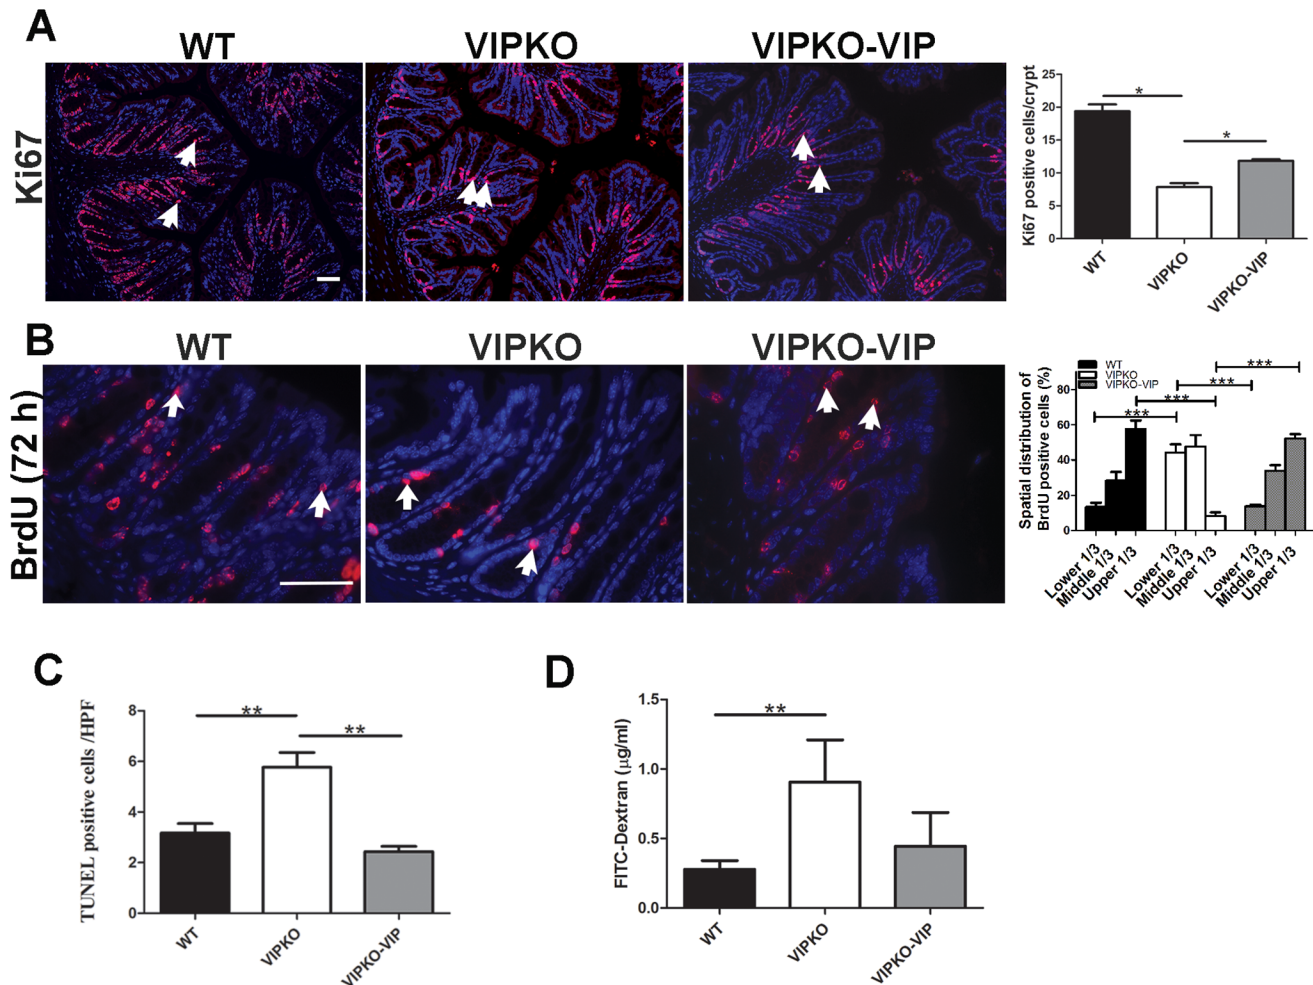 A
WT
VIPKO
VIPKO-VIP
Ki67
Ki67 positive cells/crypt
25
20
15
10
5
0
*
*
WT
VIPKO
VIPKO-VIP
B
WT
VIPKO
VIPKO-VIP
BrdU (72 h)
Spatial distribution of
BrdU positive cells (%)
80
60
40
20
0
WT
VIPKO
VIPKO-VIP
***
***
***
***
Lower 1/3
Middle 1/3
Upper 1/3
Lower 1/3
Middle 1/3
Upper 1/3
Lower 1/3
Middle 1/3
Upper 1/3
C
TUNEL positive cells /HPF
8
6
4
2
0
**
**
WT
VIPKO
VIPKO-VIP
D
FITC-Dextran (μg/ml)
1.5
1.0
0.5
0.0
**
WT
VIPKO
VIPKO-VIP